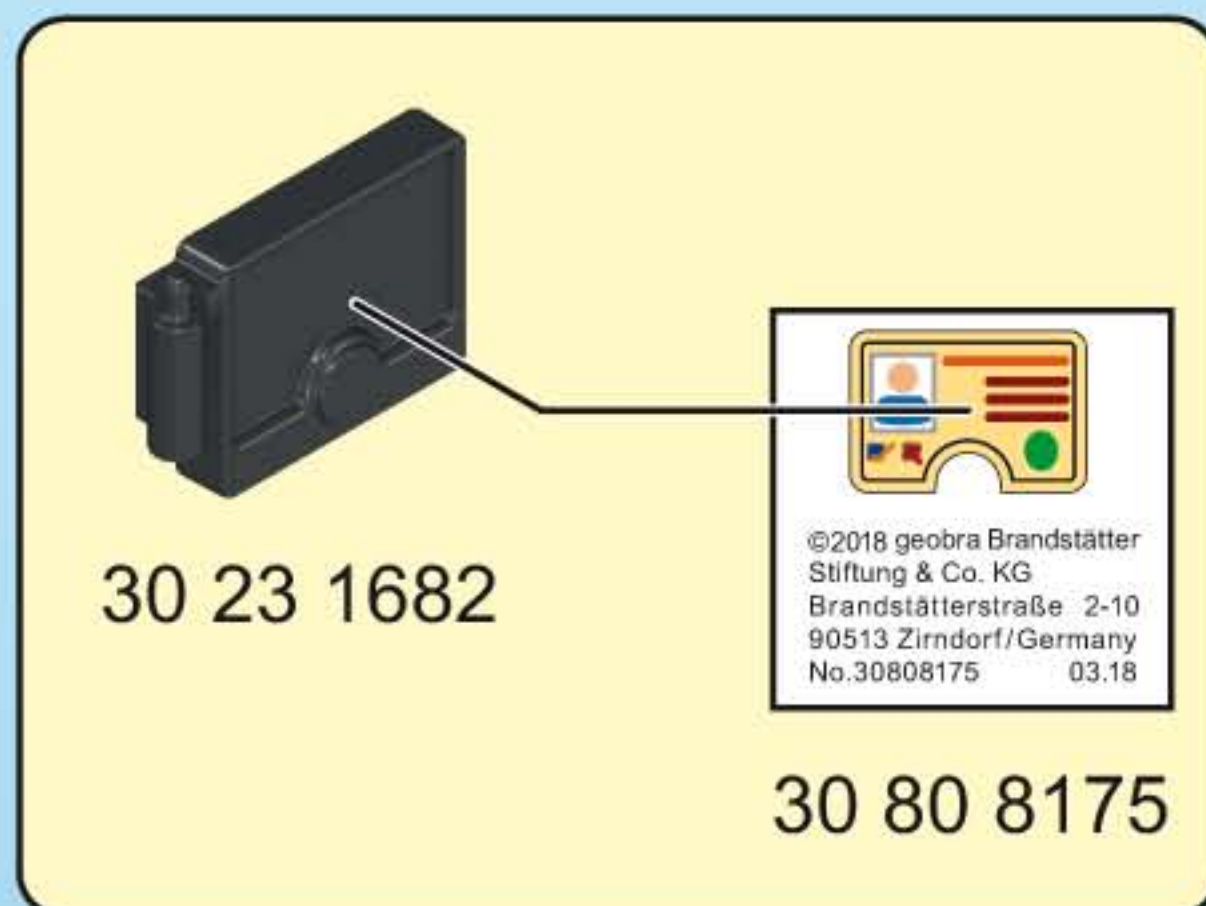 30 23 1682
©2018 geobra Brandstätter
Stiftung & Co. KG
Brandstätterstraße 2-10
90513 Zirndorf/Germany
No.30808175 03.18
30 80 8175